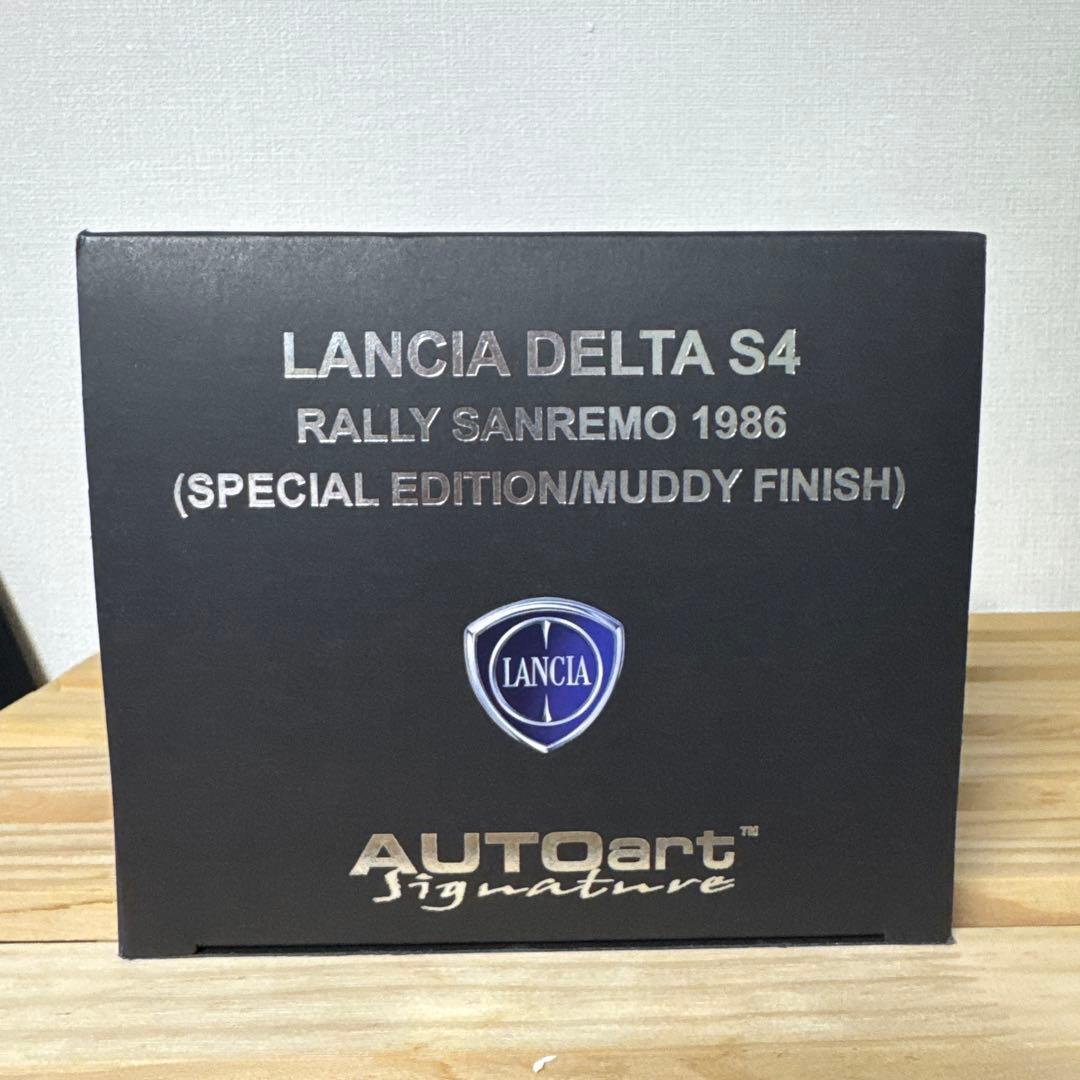 LANCIA DELTA S4
RALLY SANREMO 1986
(SPECIAL EDITION/MUDDY FINISH)
LANCIA
AUTOart™
Signature